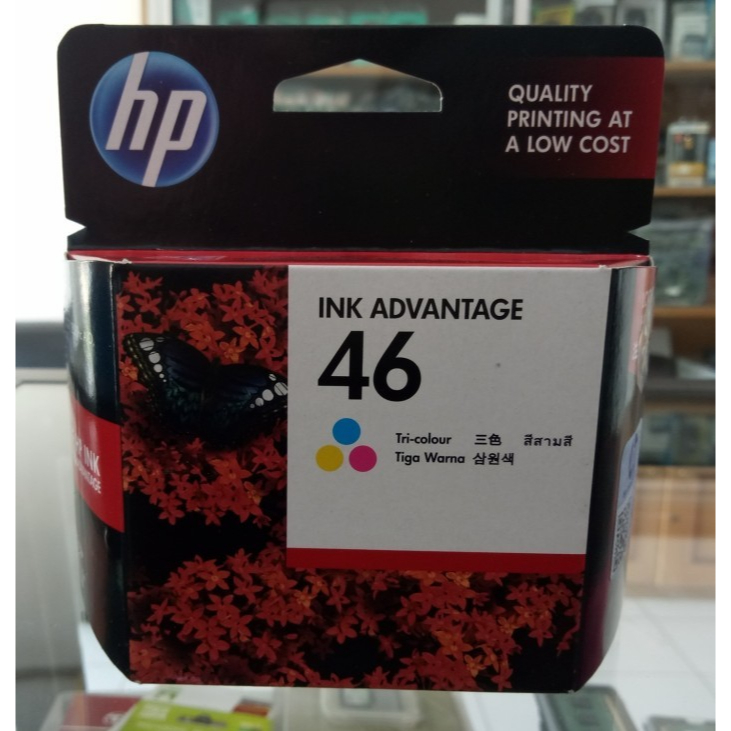 hp
QUALITY
PRINTING AT
A LOW COST
INK ADVANTAGE
46
Tri-colour 三色 สีสามสี
Tiga Warna 삼원색
INK